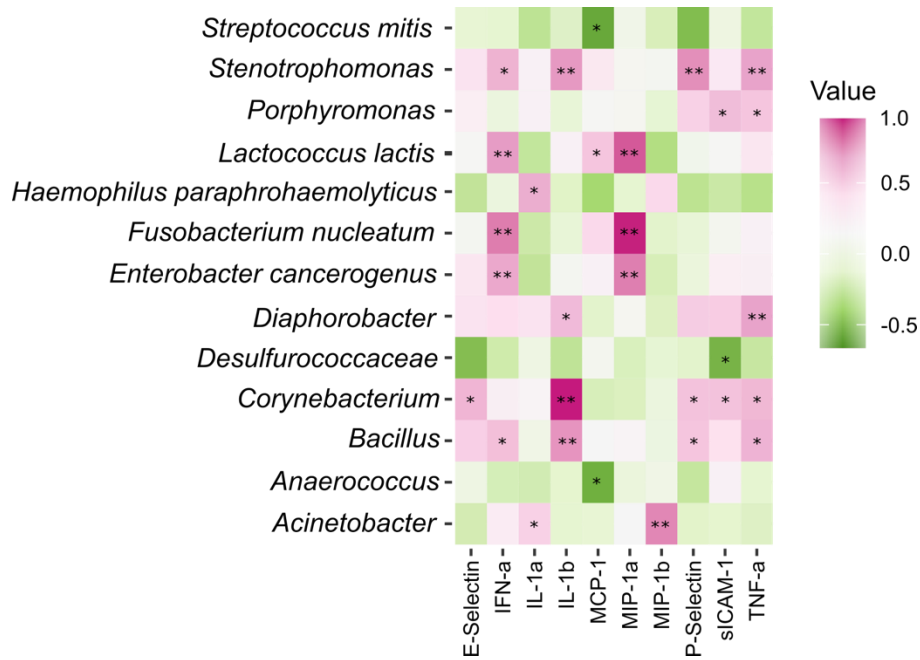 Streptococcus mitis
*
Stenotrophomonas
* ** ** **
Porphyromonas
* *
Lactococcus lactis
** * **
Haemophilus paraphrohaemolyticus
*
Fusobacterium nucleatum
** **
Enterobacter cancerogenus
** **
Diaphorobacter
* **
Desulfurococcaceae
*
Corynebacterium
* ** * * *
Bacillus
* ** * *
Anaerococcus
*
Acinetobacter
* **
E-Selectin
IFN-a
IL-1a
IL-1b
MCP-1
MIP-1a
MIP-1b
P-Selectin
sICAM-1
TNF-a
Value
1.0
0.5
0.0
-0.5